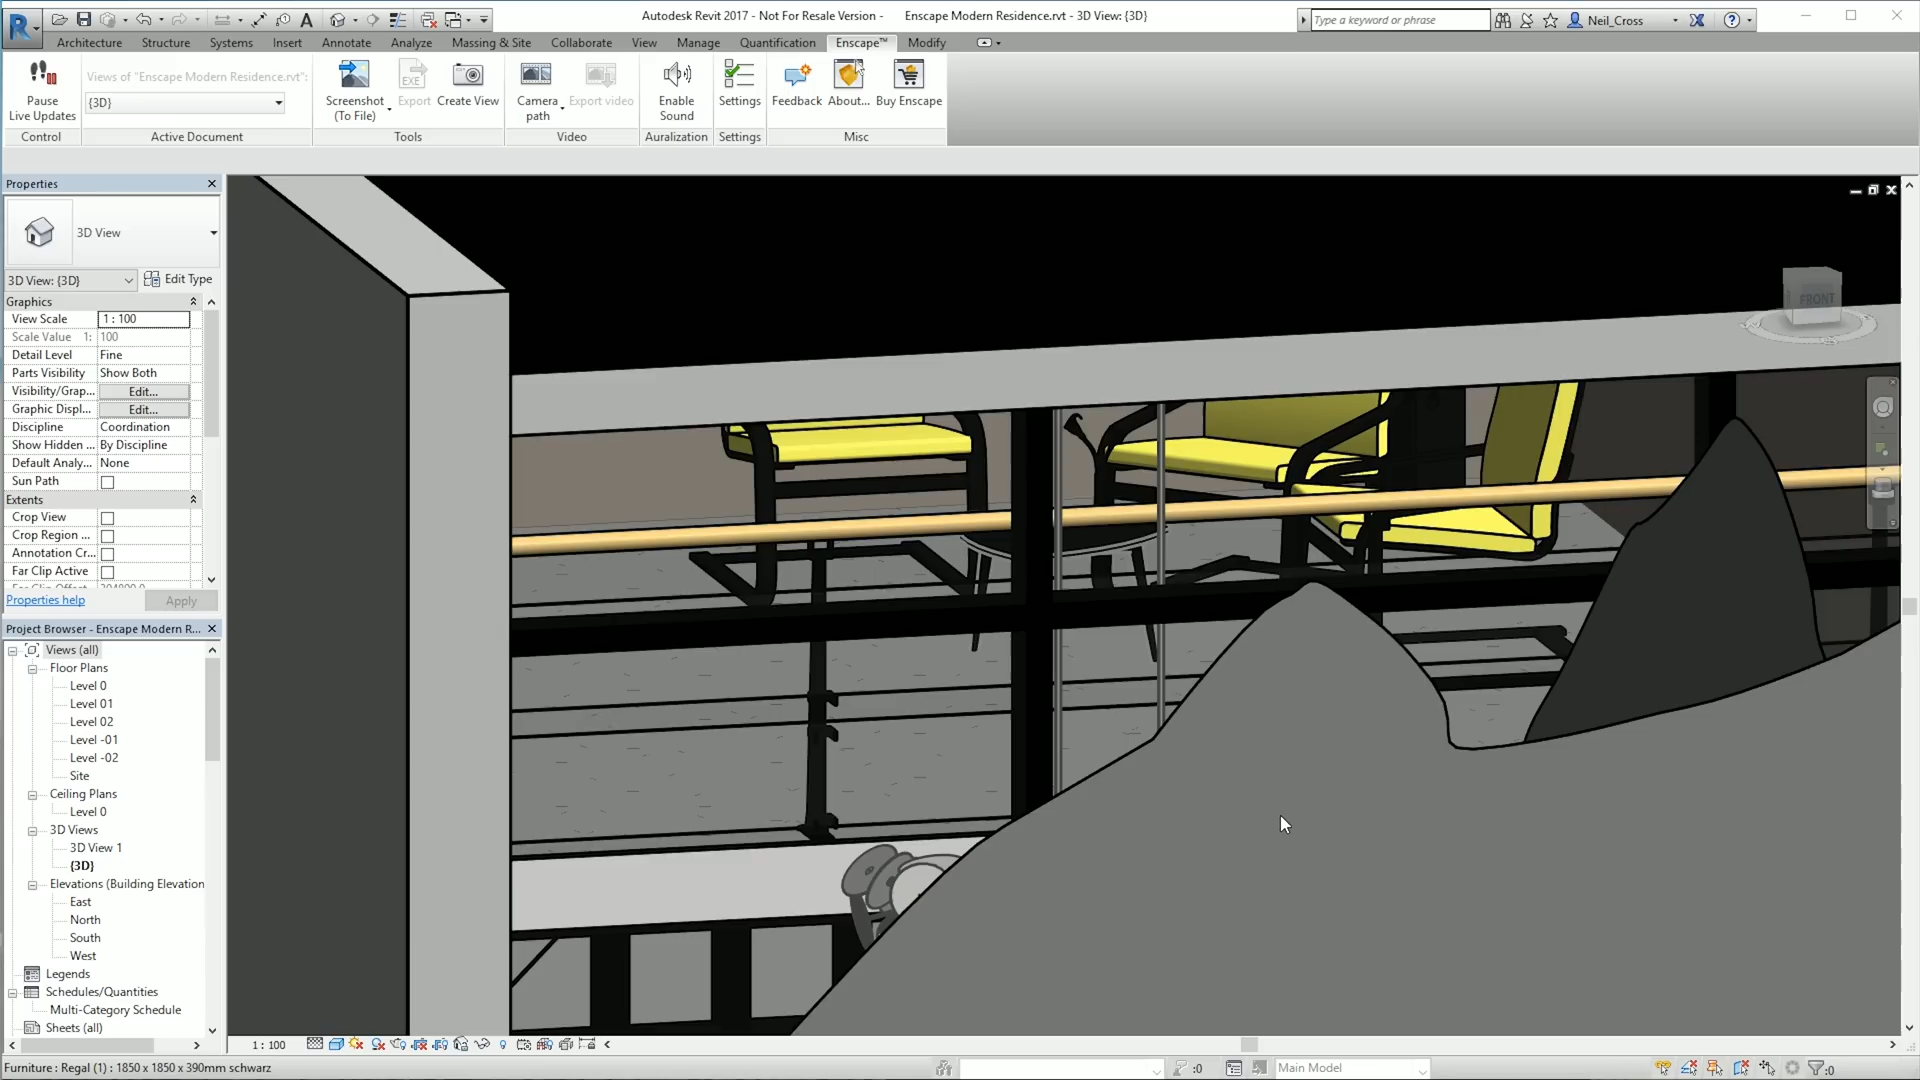 Autodesk Revit 2017 - Not For Resale Version - Enscape Modern Residence.rvt - 3D View: {3D}
Type a keyword or phrase
Neil_Cross
Architecture Structure Systems Insert Annotate Analyze Massing & Site Collaborate View Manage Quantification Enscape™ Modify
Pause
Live Updates
Control
Views of "Enscape Modern Residence.rvt":
{3D}
Active Document
Screenshot
(To File)
EXE
Export
Create View
Tools
Camera
path
Export video
Video
Enable
Sound
Auralization
Settings
Settings
Feedback
About...
Buy Enscape
Misc
Properties
3D View
3D View: {3D}
Edit Type
Graphics
View Scale 1 : 100
Scale Value 1: 100
Detail Level Fine
Parts Visibility Show Both
Visibility/Grap... Edit...
Graphic Displ... Edit...
Discipline Coordination
Show Hidden ... By Discipline
Default Analy... None
Sun Path
Extents
Crop View
Crop Region ...
Annotation Cr...
Far Clip Active
Properties help
Apply
Project Browser - Enscape Modern R...
Views (all)
Floor Plans
Level 0
Level 01
Level 02
Level -01
Level -02
Site
Ceiling Plans
Level 0
3D Views
3D View 1
{3D}
Elevations (Building Elevation
East
North
South
West
Legends
Schedules/Quantities
Multi-Category Schedule
Sheets (all)
FRONT
1 : 100
Furniture : Regal (1) : 1850 x 1850 x 390mm schwarz
:0
Main Model
:0